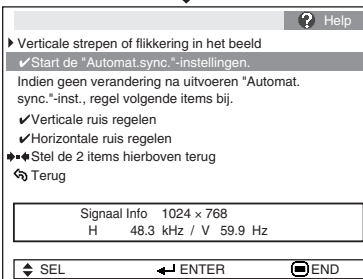 ? Help
Verticale strepen of flikkering in het beeld
✔Start de "Automat.sync."-instellingen.
Indien geen verandering na uitvoeren "Automat.
sync."-inst., regel volgende items bij.
✔Verticale ruis regelen
✔Horizontale ruis regelen
Stel de 2 items hierboven terug
Terug
Signaal Info 1024 × 768
H 48.3 kHz / V 59.9 Hz
SEL ENTER END